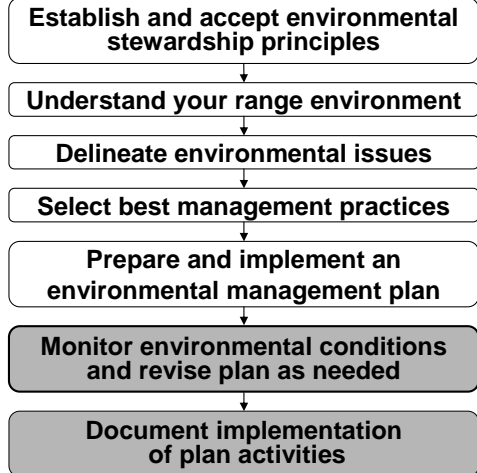 Establish and accept environmental
stewardship principles
Understand your range environment
Delineate environmental issues
Select best management practices
Prepare and implement an
environmental management plan
Monitor environmental conditions
and revise plan as needed
Document implementation
of plan activities